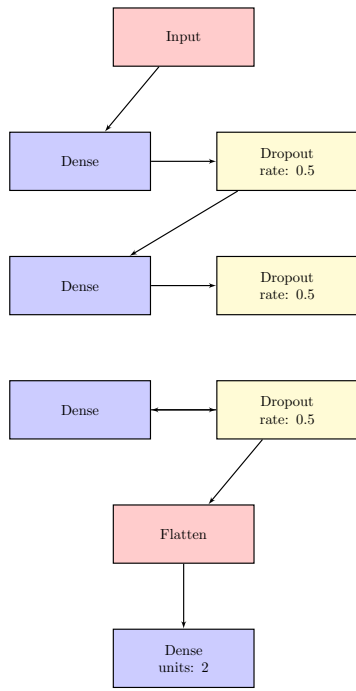 Input
Dense
Dropout
rate: 0.5
Dense
Dropout
rate: 0.5
Dense
Dropout
rate: 0.5
Flatten
Dense
units: 2